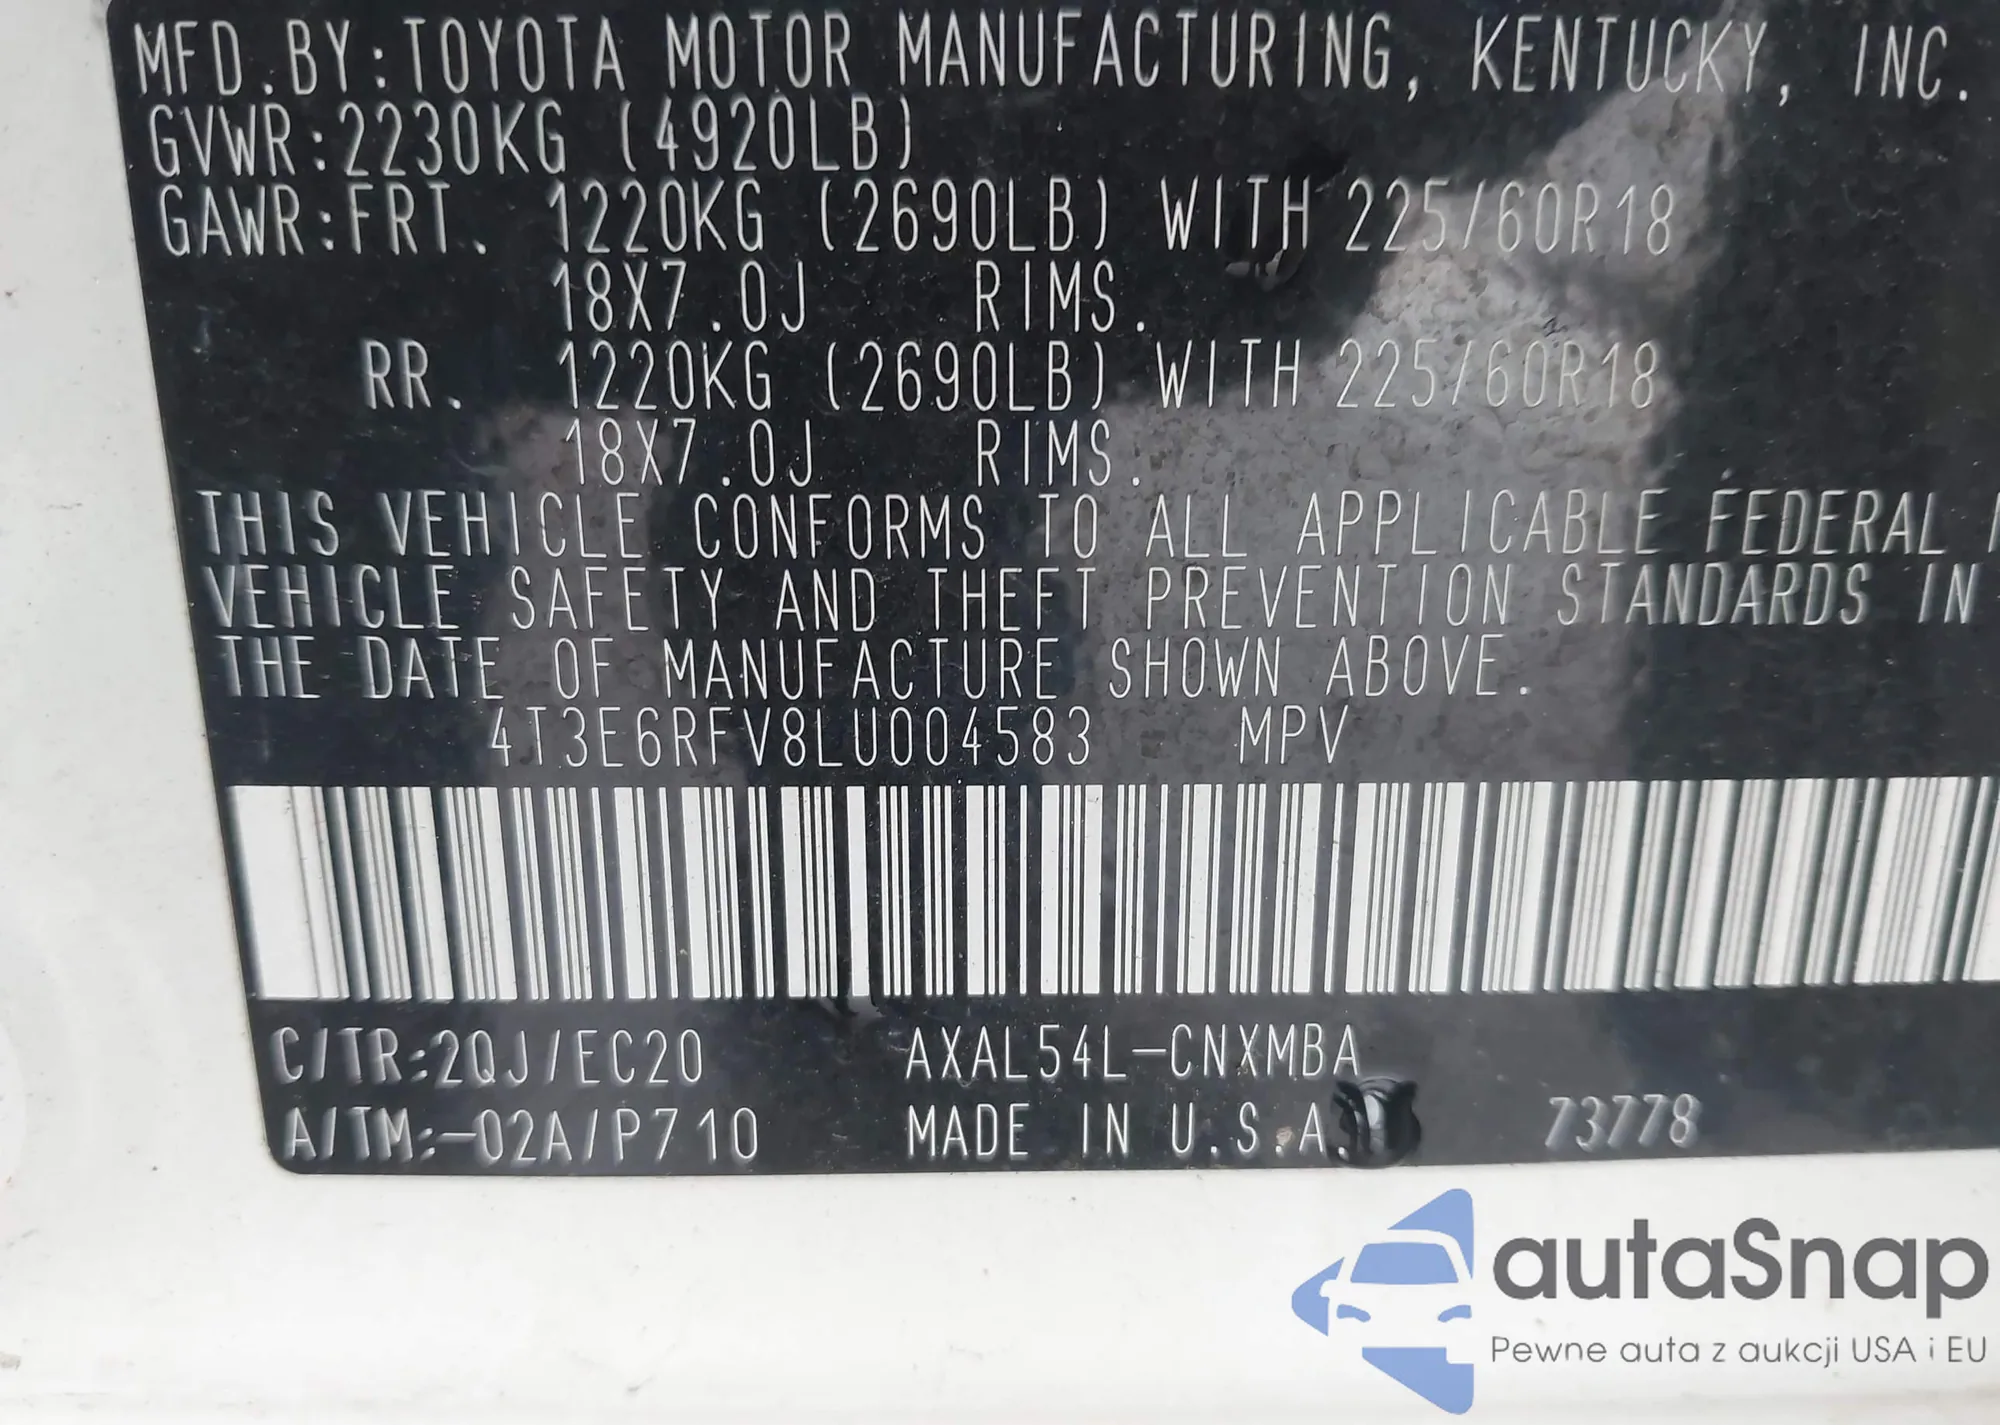 MFD.BY:TOYOTA MOTOR MANUFACTURING, KENTUCKY, INC.
GVWR:2230KG (4920LB)
GAWR:FRT. 1220KG (2690LB) WITH 225/60R18
18X7.0J RIMS.
RR. 1220KG (2690LB) WITH 225/60R18
18X7.0J RIMS.
THIS VEHICLE CONFORMS TO ALL APPLICABLE FEDERAL
VEHICLE SAFETY AND THEFT PREVENTION STANDARDS IN
THE DATE OF MANUFACTURE SHOWN ABOVE.
4T3E6RFV8LU004583 MPV
C/TR:2QJ/EC20 AXAL54L-CNXMBA
A/TM:-02A/P710 MADE IN U.S.A. 73778
autaSnap
Pewne auta z aukcji USA i EU